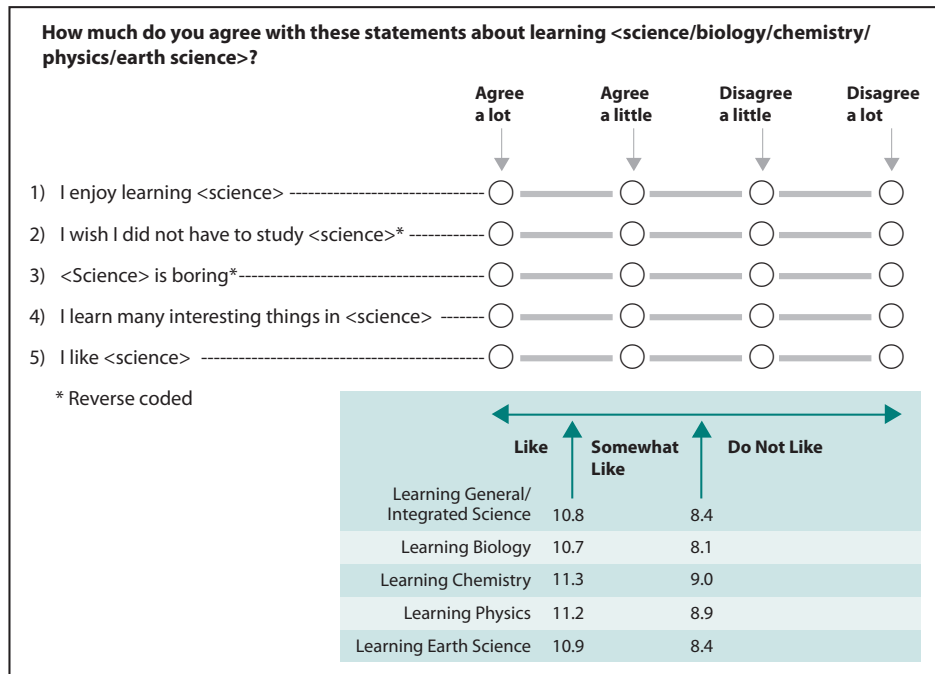 How much do you agree with these statements about learning <science/biology/chemistry/
physics/earth science>?
Agree a lot
Agree a little
Disagree a little
Disagree a lot
1) I enjoy learning <science>
2) I wish I did not have to study <science>*
3) <Science> is boring*
4) I learn many interesting things in <science>
5) I like <science>
* Reverse coded
Like
Somewhat Like
Do Not Like
Learning General/
Integrated Science 10.8 8.4
Learning Biology 10.7 8.1
Learning Chemistry 11.3 9.0
Learning Physics 11.2 8.9
Learning Earth Science 10.9 8.4